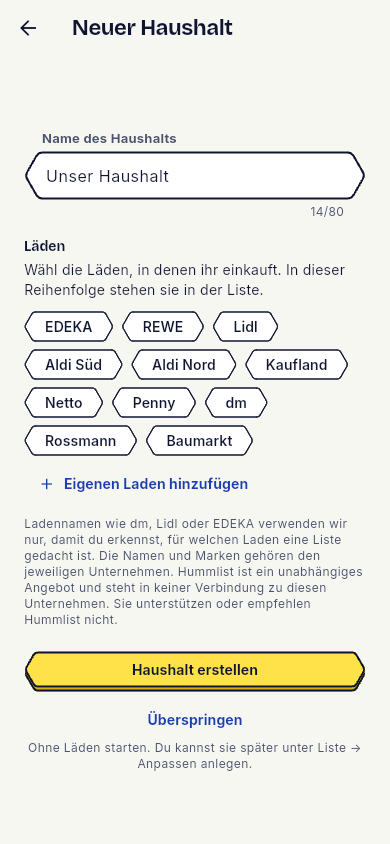 Neuer Haushalt
Name des Haushalts
Unser Haushalt
14/80
Läden
Wähl die Läden, in denen ihr einkauft. In dieser
Reihenfolge stehen sie in der Liste.
EDEKA REWE Lidl
Aldi Süd Aldi Nord Kaufland
Netto Penny dm
Rossmann Baumarkt
+ Eigenen Laden hinzufügen
Ladennamen wie dm, Lidl oder EDEKA verwenden wir
nur, damit du erkennst, für welchen Laden eine Liste
gedacht ist. Die Namen und Marken gehören den
jeweiligen Unternehmen. Hummlist ist ein unabhängiges
Angebot und steht in keiner Verbindung zu diesen
Unternehmen. Sie unterstützen oder empfehlen
Hummlist nicht.
Haushalt erstellen
Überspringen
Ohne Läden starten. Du kannst sie später unter Liste →
Anpassen anlegen.